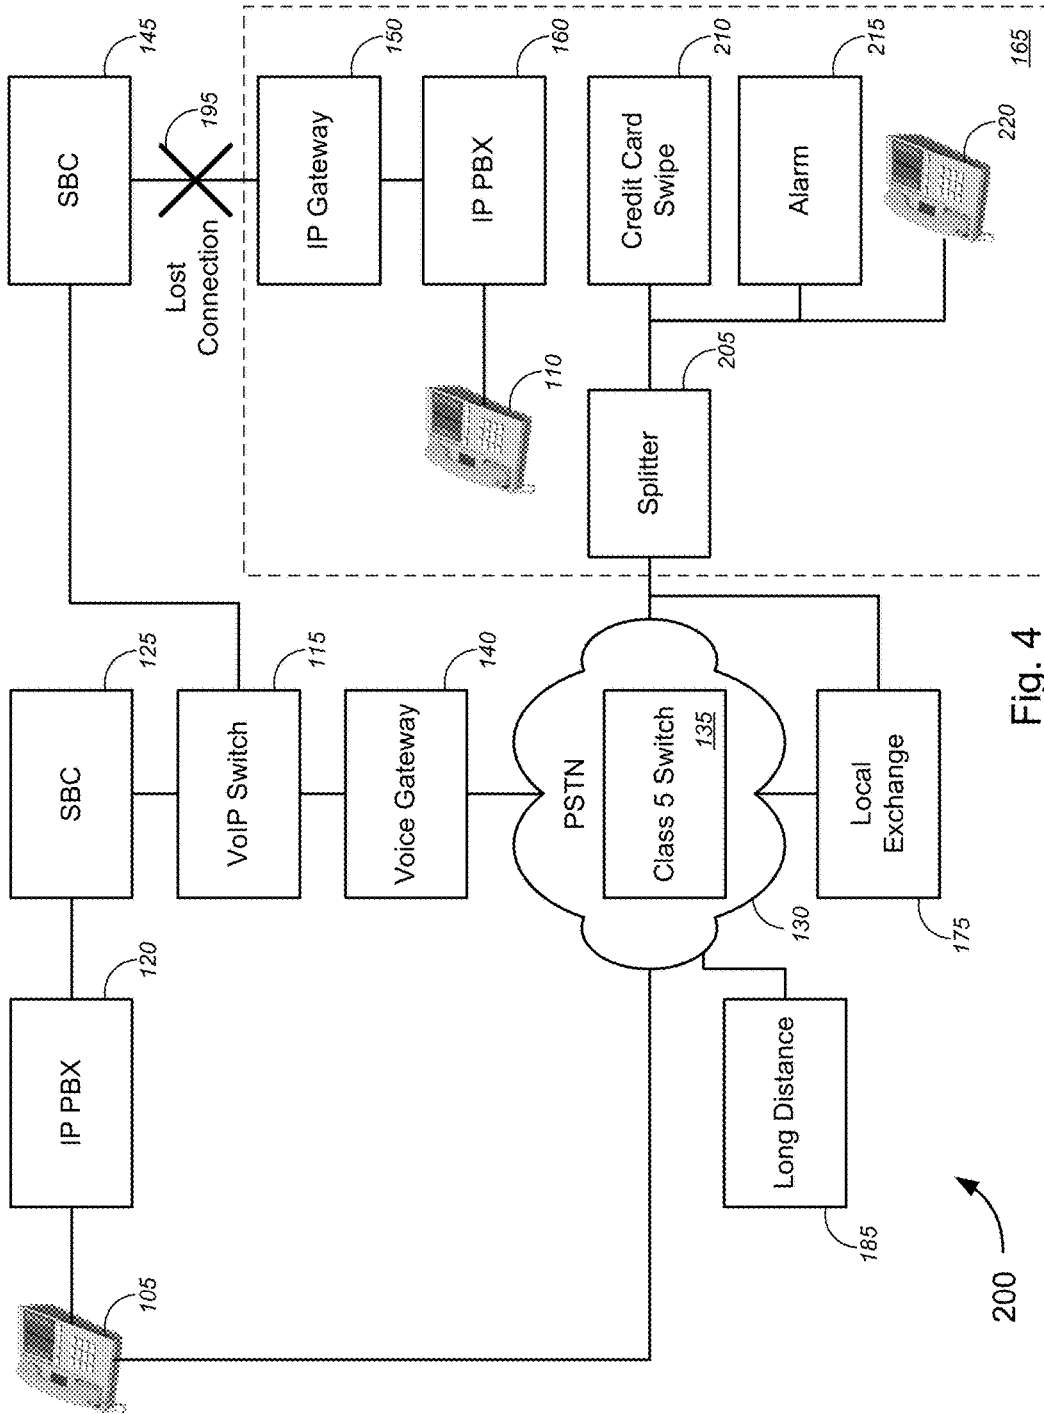 105
IP PBX
120
SBC
125
SBC
145
Lost
Connection
195
VoIP Switch
115
IP Gateway
150
Voice Gateway
140
110
IP PBX
160
PSTN
Class 5 Switch
135
130
Splitter
205
Credit Card
Swipe
210
Long Distance
185
Local
Exchange
175
Alarm
215
220
200
Fig. 4
165